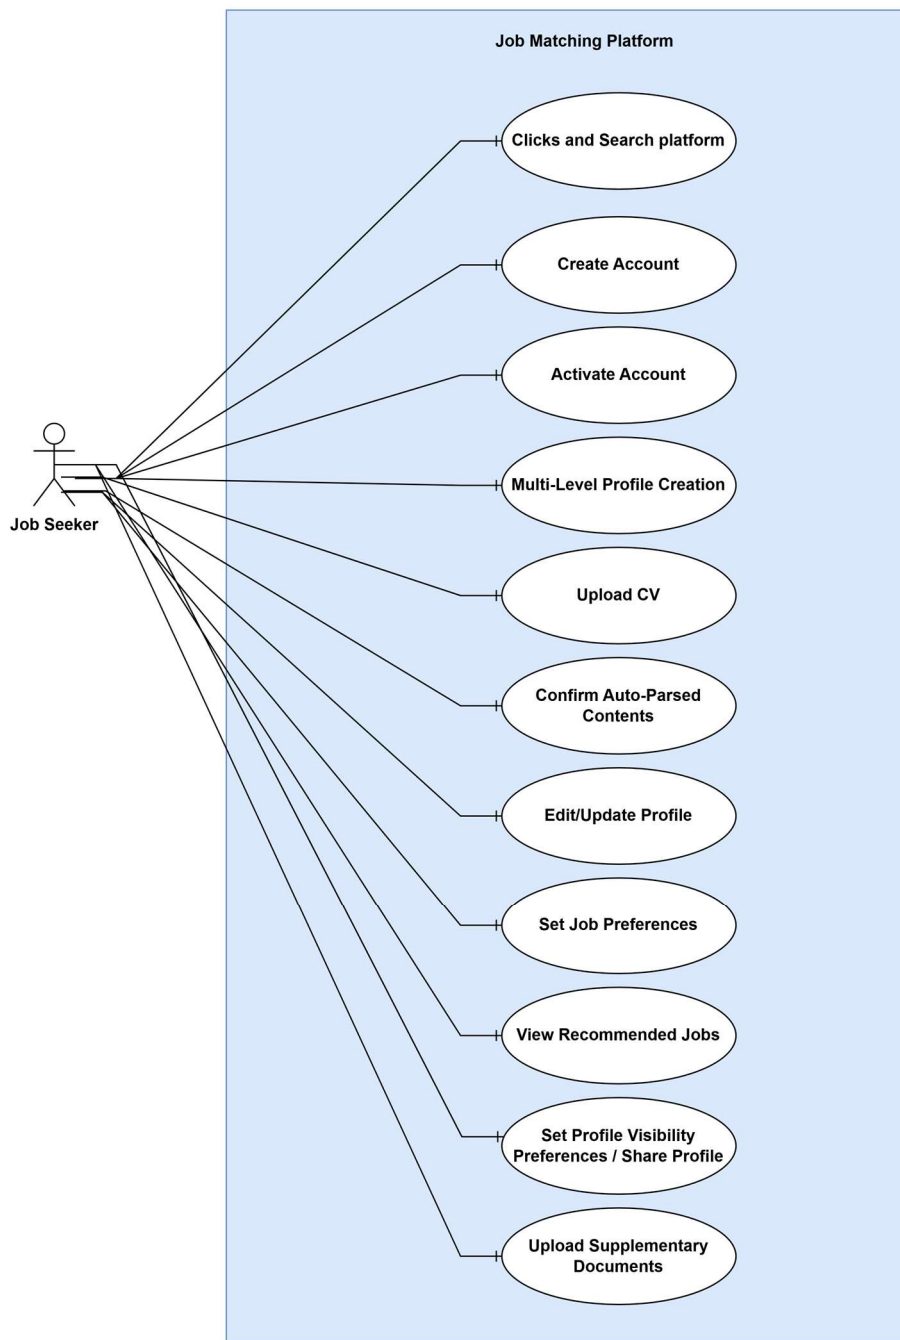 Job Matching Platform
Clicks and Search platform
Create Account
Activate Account
Multi-Level Profile Creation
Job Seeker
Upload CV
Confirm Auto-Parsed
Contents
Edit/Update Profile
Set Job Preferences
View Recommended Jobs
Set Profile Visibility
Preferences / Share Profile
Upload Supplementary
Documents